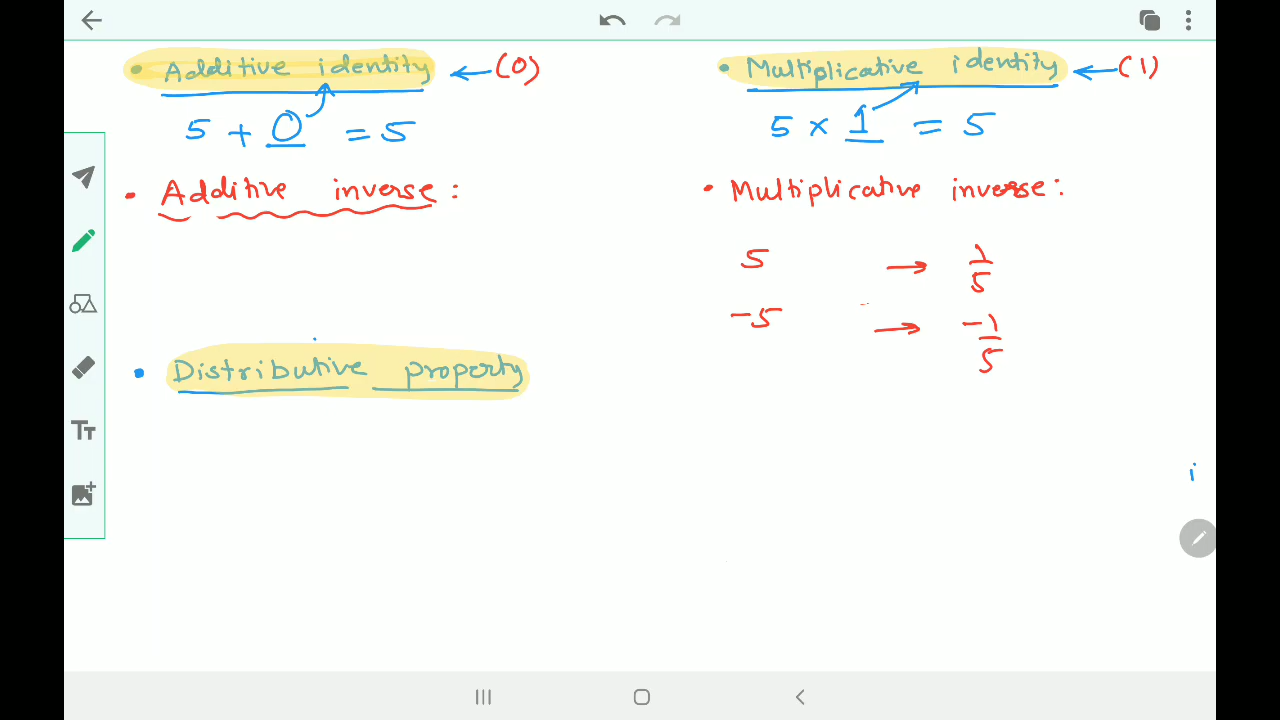 • Additive identity ← (0)
5 + 0 = 5
• Additive inverse :
• Distributive property
• Multiplicative identity ← (1)
5 × 1 = 5
• Multiplicative inverse :
5 → 1/5
-5 → -1/5
i
Tт